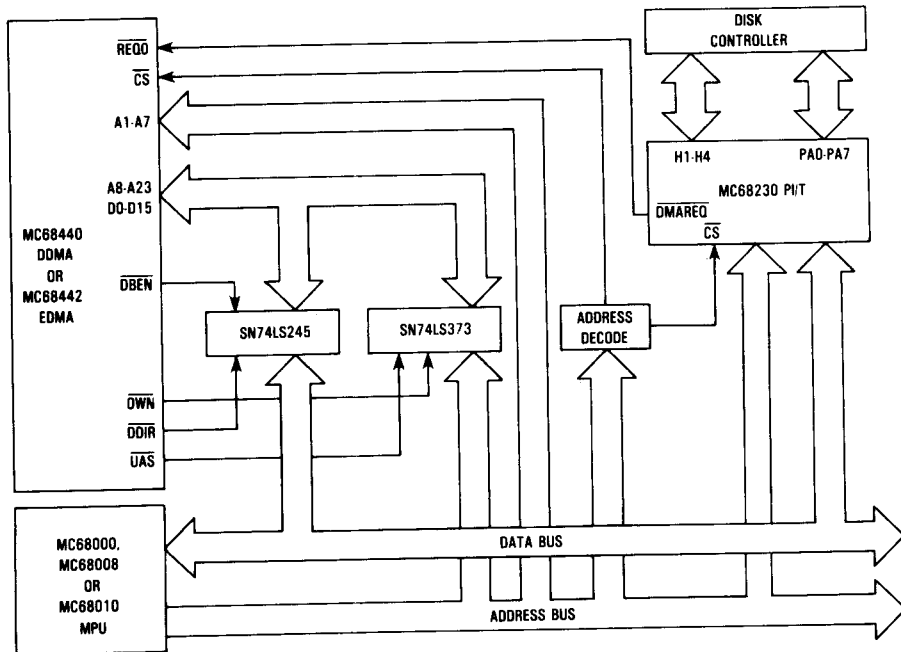 DISK
CONTROLLER
REQ0
CS
A1-A7
H1-H4 PA0-PA7
MC68230 PI/T
A8-A23
D0-D15
DMAREQ
CS
MC68440
DDMA
OR
MC68442
EDMA
DBEN
SN74LS245
SN74LS373
ADDRESS
DECODE
OWN
DDIR
UAS
MC68000,
MC68008
OR
MC68010
MPU
DATA BUS
ADDRESS BUS